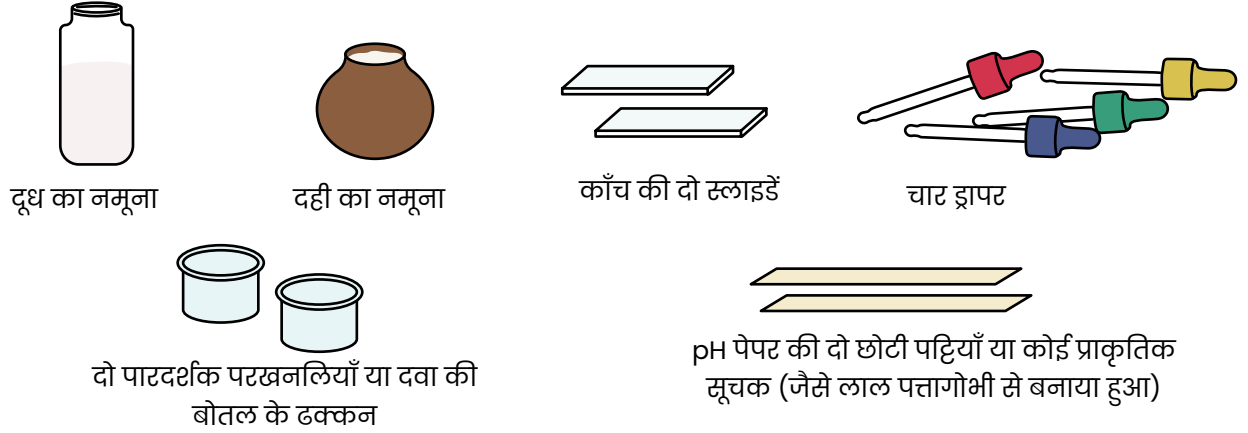 दूध का नमूना
दही का नमूना
काँच की दो स्लाइडें
चार ड्रापर
दो पारदर्शक परखनलियाँ या दवा की
बोतल के ढक्कन
pH पेपर की दो छोटी पट्टियाँ या कोई प्राकृतिक
सूचक (जैसे लाल पत्तागोभी से बनाया हुआ)